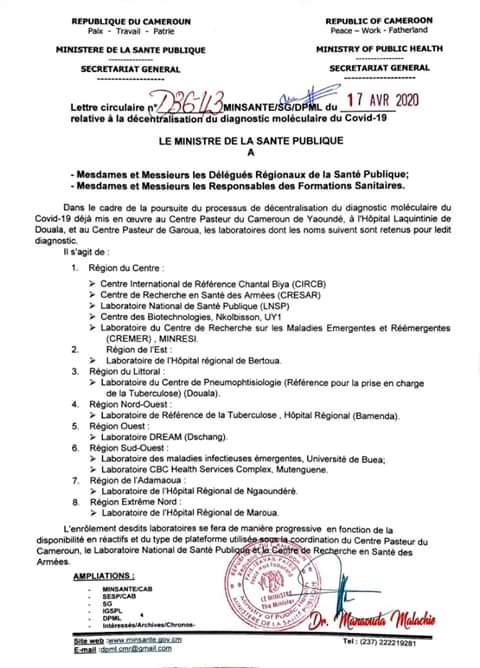 REPUBLIQUE DU CAMEROUN
Paix - Travail - Patrie
MINISTERE DE LA SANTE PUBLIQUE
SECRETARIAT GENERAL
REPUBLIC OF CAMEROON
Peace – Work - Fatherland
MINISTRY OF PUBLIC HEALTH
SECRETARIAT GENERAL
Lettre circulaire n° D36-43 MINSANTE/SG/DPML du 17 AVR 2020
relative à la décentralisation du diagnostic moléculaire du Covid-19
LE MINISTRE DE LA SANTE PUBLIQUE
A
- Mesdames et Messieurs les Délégués Régionaux de la Santé Publique;
- Mesdames et Messieurs les Responsables des Formations Sanitaires.
Dans le cadre de la poursuite du processus de décentralisation du diagnostic moléculaire du
Covid-19 déjà mis en œuvre au Centre Pasteur du Cameroun de Yaoundé, à l'Hôpital Laquintinie de
Douala, et au Centre Pasteur de Garoua, les laboratoires dont les noms suivent sont retenus pour ledit
diagnostic.
Il s'agit de :
1. Région du Centre :
➢ Centre International de Référence Chantal Biya (CIRCB)
➢ Centre de Recherche en Santé des Armées (CRESAR)
➢ Laboratoire National de Santé Publique (LNSP)
➢ Centre des Biotechnologies, Nkolbisson, UY1
➢ Laboratoire du Centre de Recherche sur les Maladies Emergentes et Réémergentes
(CREMER) , MINRESI.
2. Région de l'Est :
➢ Laboratoire de l'Hôpital régional de Bertoua.
3. Région du Littoral :
➢ Laboratoire du Centre de Pneumophtisiologie (Référence pour la prise en charge
de la Tuberculose) (Douala).
4. Région Nord-Ouest :
➢ Laboratoire de Référence de la Tuberculose , Hôpital Régional (Bamenda).
5. Région Ouest :
➢ Laboratoire DREAM (Dschang).
6. Région Sud-Ouest :
➢ Laboratoire des maladies infectieuses émergentes, Université de Buea;
➢ Laboratoire CBC Health Services Complex, Mutengene.
7. Région de l'Adamaoua :
➢ Laboratoire de l'Hôpital Régional de Ngaoundéré.
8. Région Extrême Nord :
➢ Laboratoire de l'Hôpital Régional de Maroua.
L'enrôlement desdits laboratoires se fera de manière progressive en fonction de la
disponibilité en réactifs et du type de plateforme utilisée sous la coordination du Centre Pasteur du
Cameroun, le Laboratoire National de Santé Publique et le Centre de Recherche en Santé des
Armées.
AMPLIATIONS :
- MINSANTE/CAB
- SESP/CAB
- SG
- IGSPL
- DPML
- Intéressés/Archives/Chrono-
LE MINISTRE
The Minister
Dr. Manaouda Malachie
Site web :www.minsante.gov.cm
E-mail :dpml.cmr@gmail.com
Tel : (237) 222219281